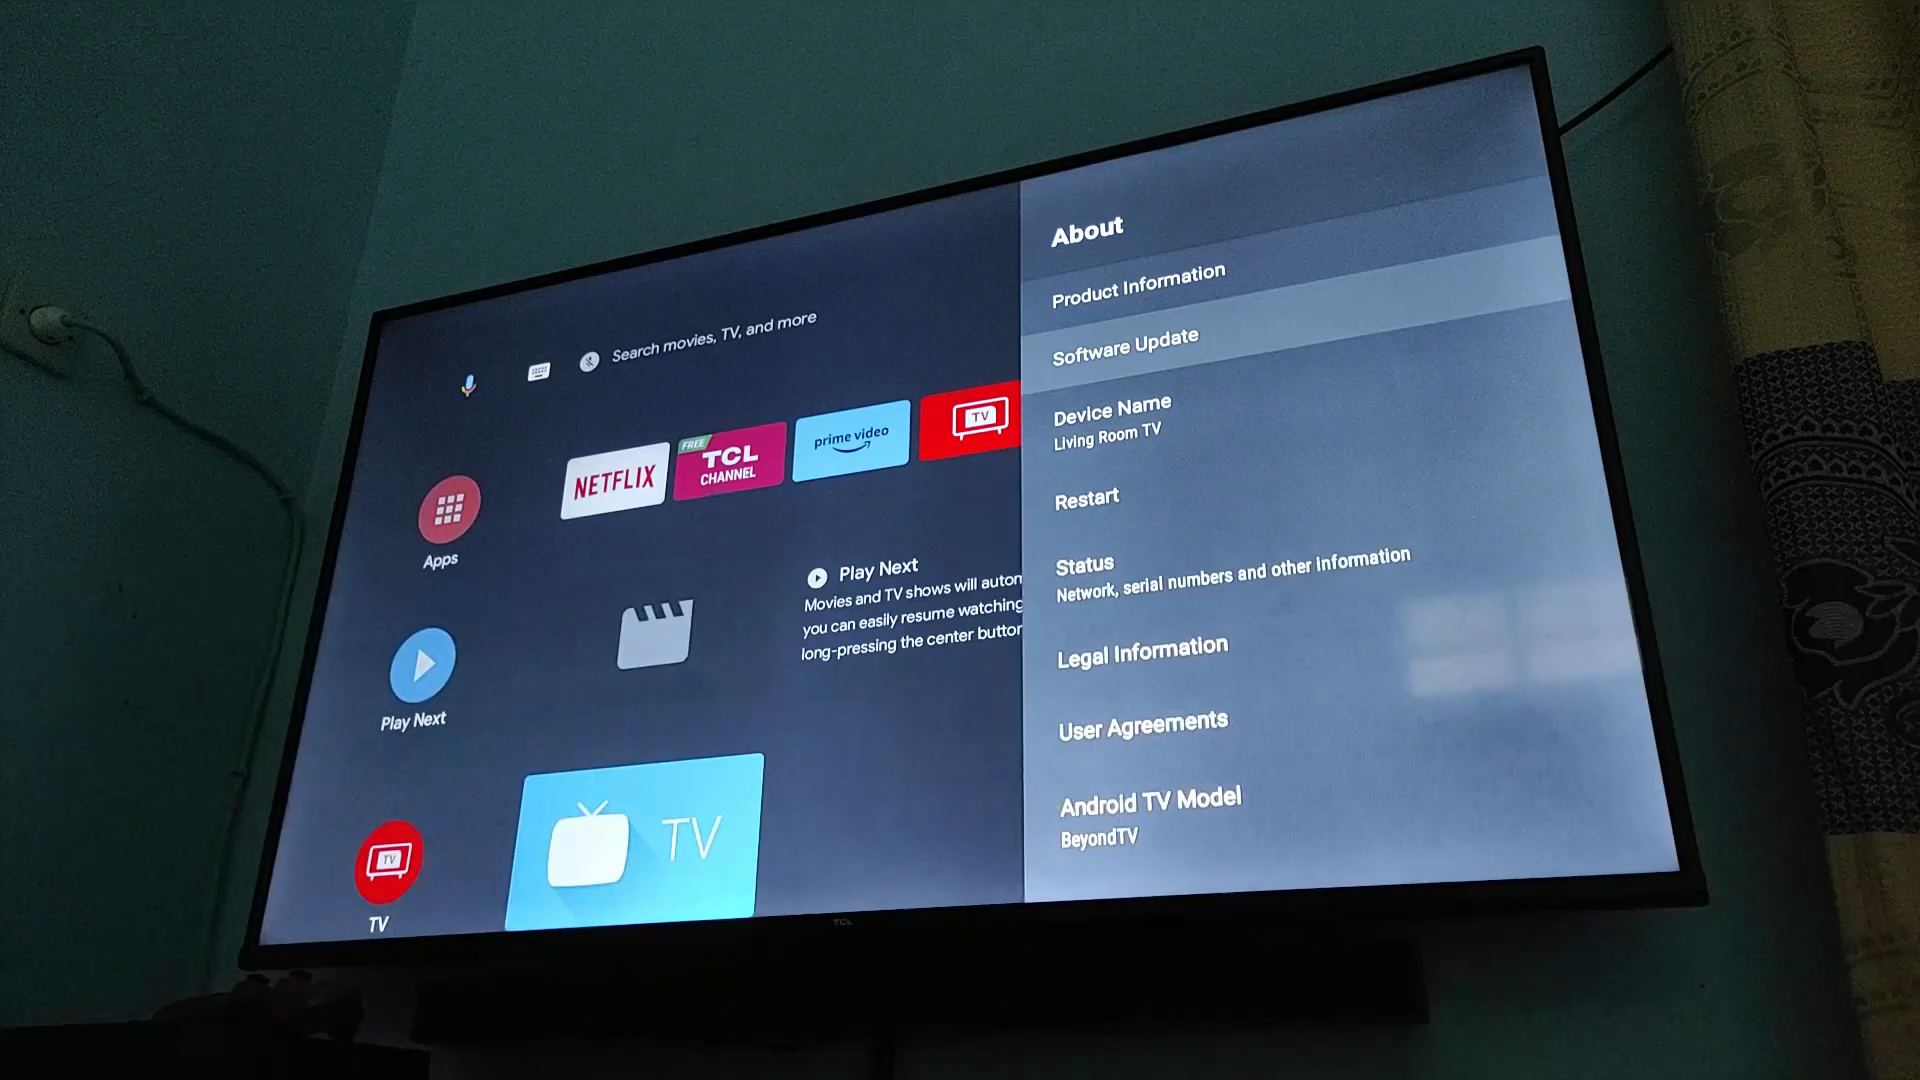 Search movies, TV, and more
NETFLIX
FREE
TCL
CHANNEL
prime video
TV
Apps
Play Next
Movies and TV shows will autom
you can easily resume watching
long-pressing the center button
Play Next
TV
TV
TV
TCL
About
Product Information
Software Update
Device Name
Living Room TV
Restart
Status
Network, serial numbers and other information
Legal Information
User Agreements
Android TV Model
BeyondTV